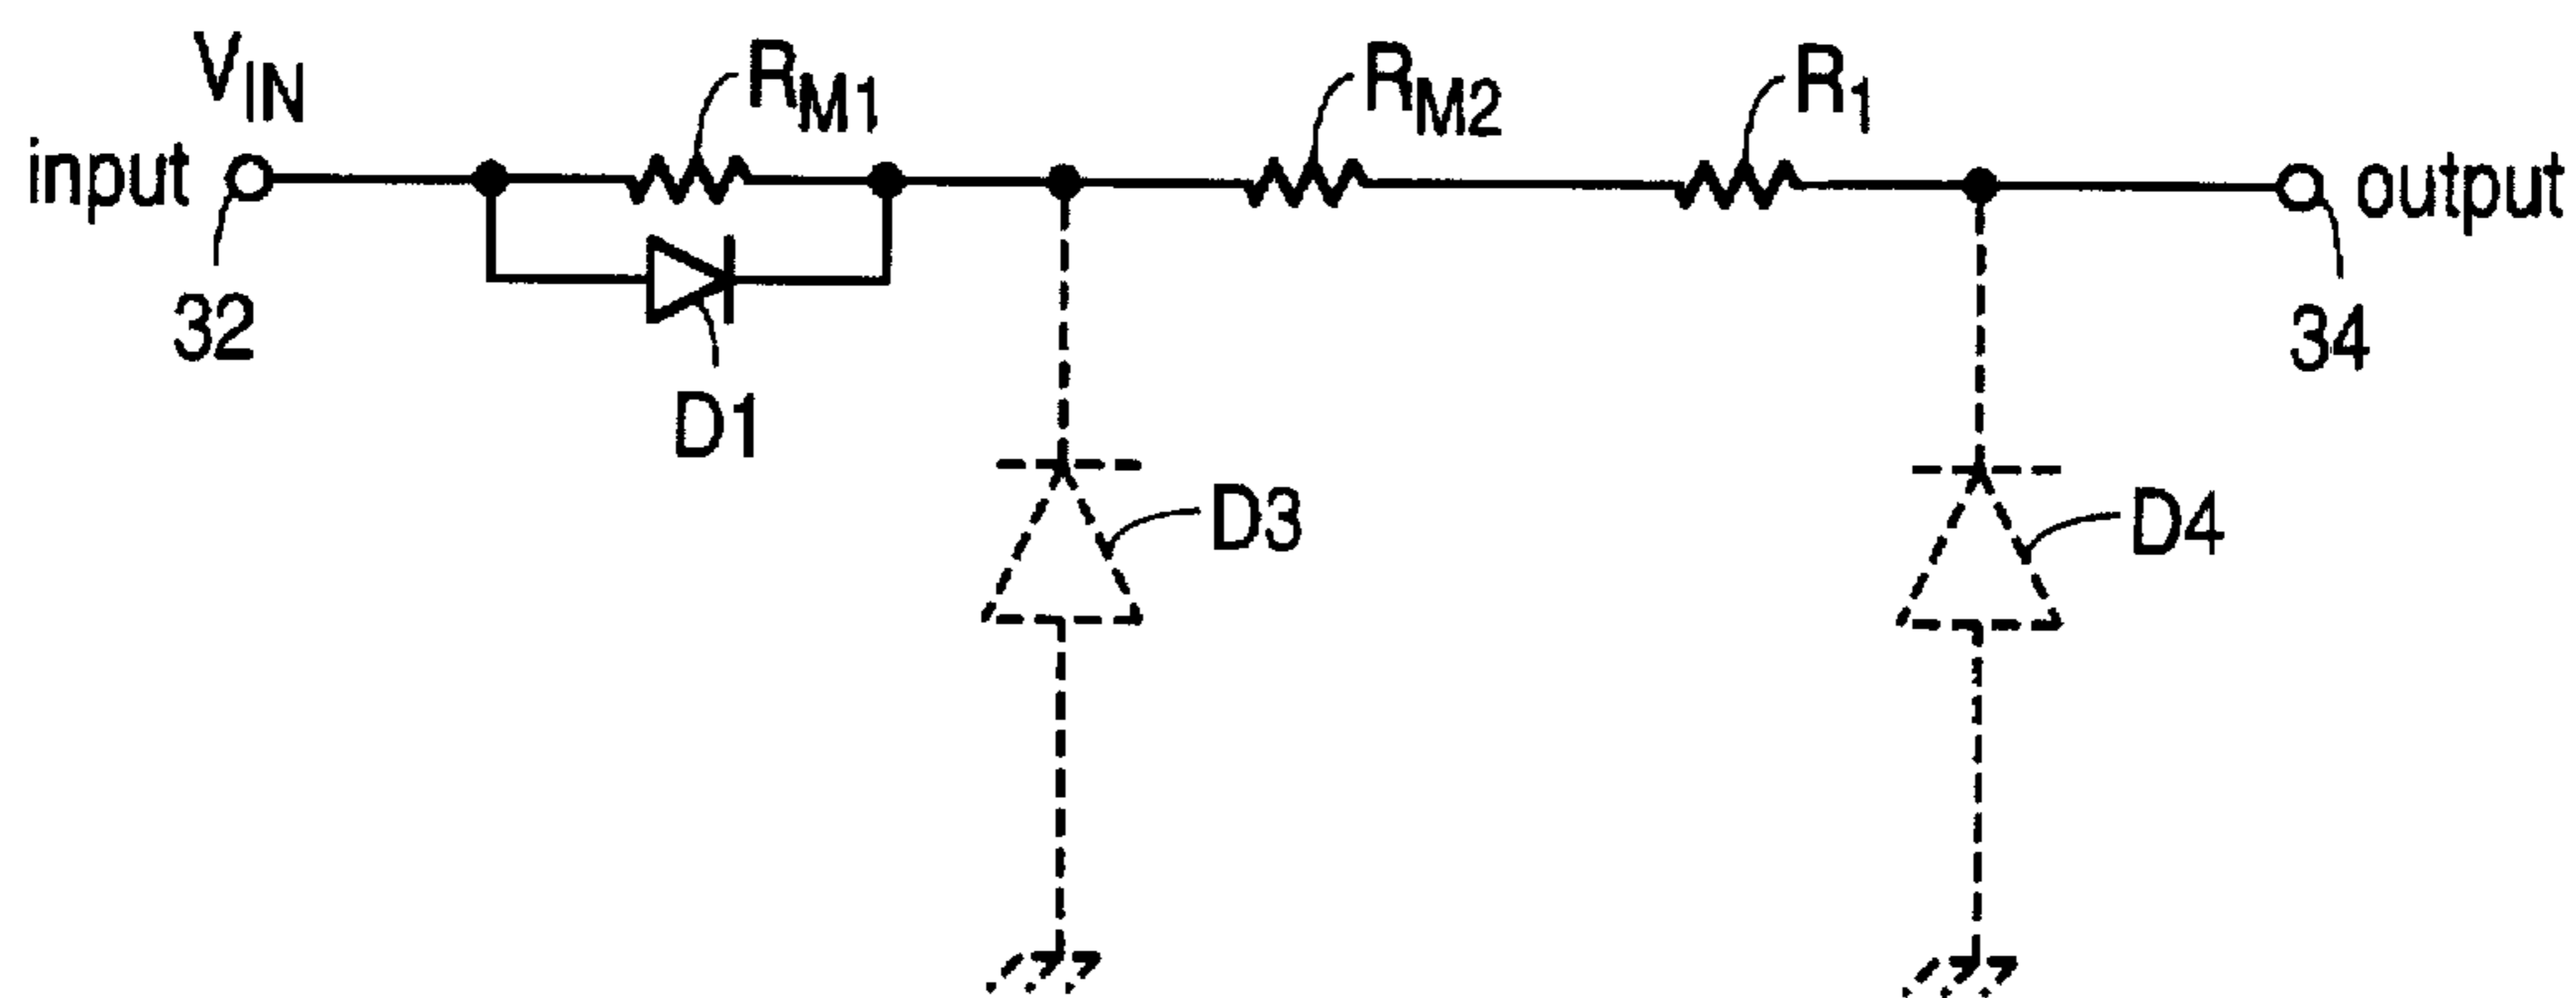 V_IN
input
R_M1
R_M2
R_1
output
32
D1
D3
D4
34